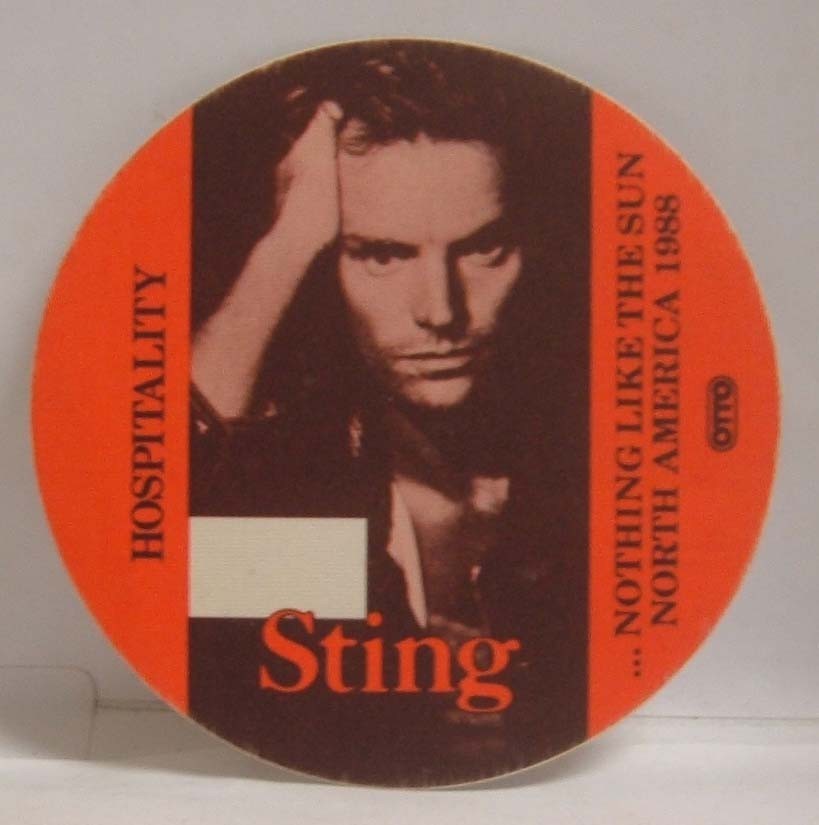 HOSPITALITY
Sting
... NOTHING LIKE THE SUN
NORTH AMERICA 1988
OTTO